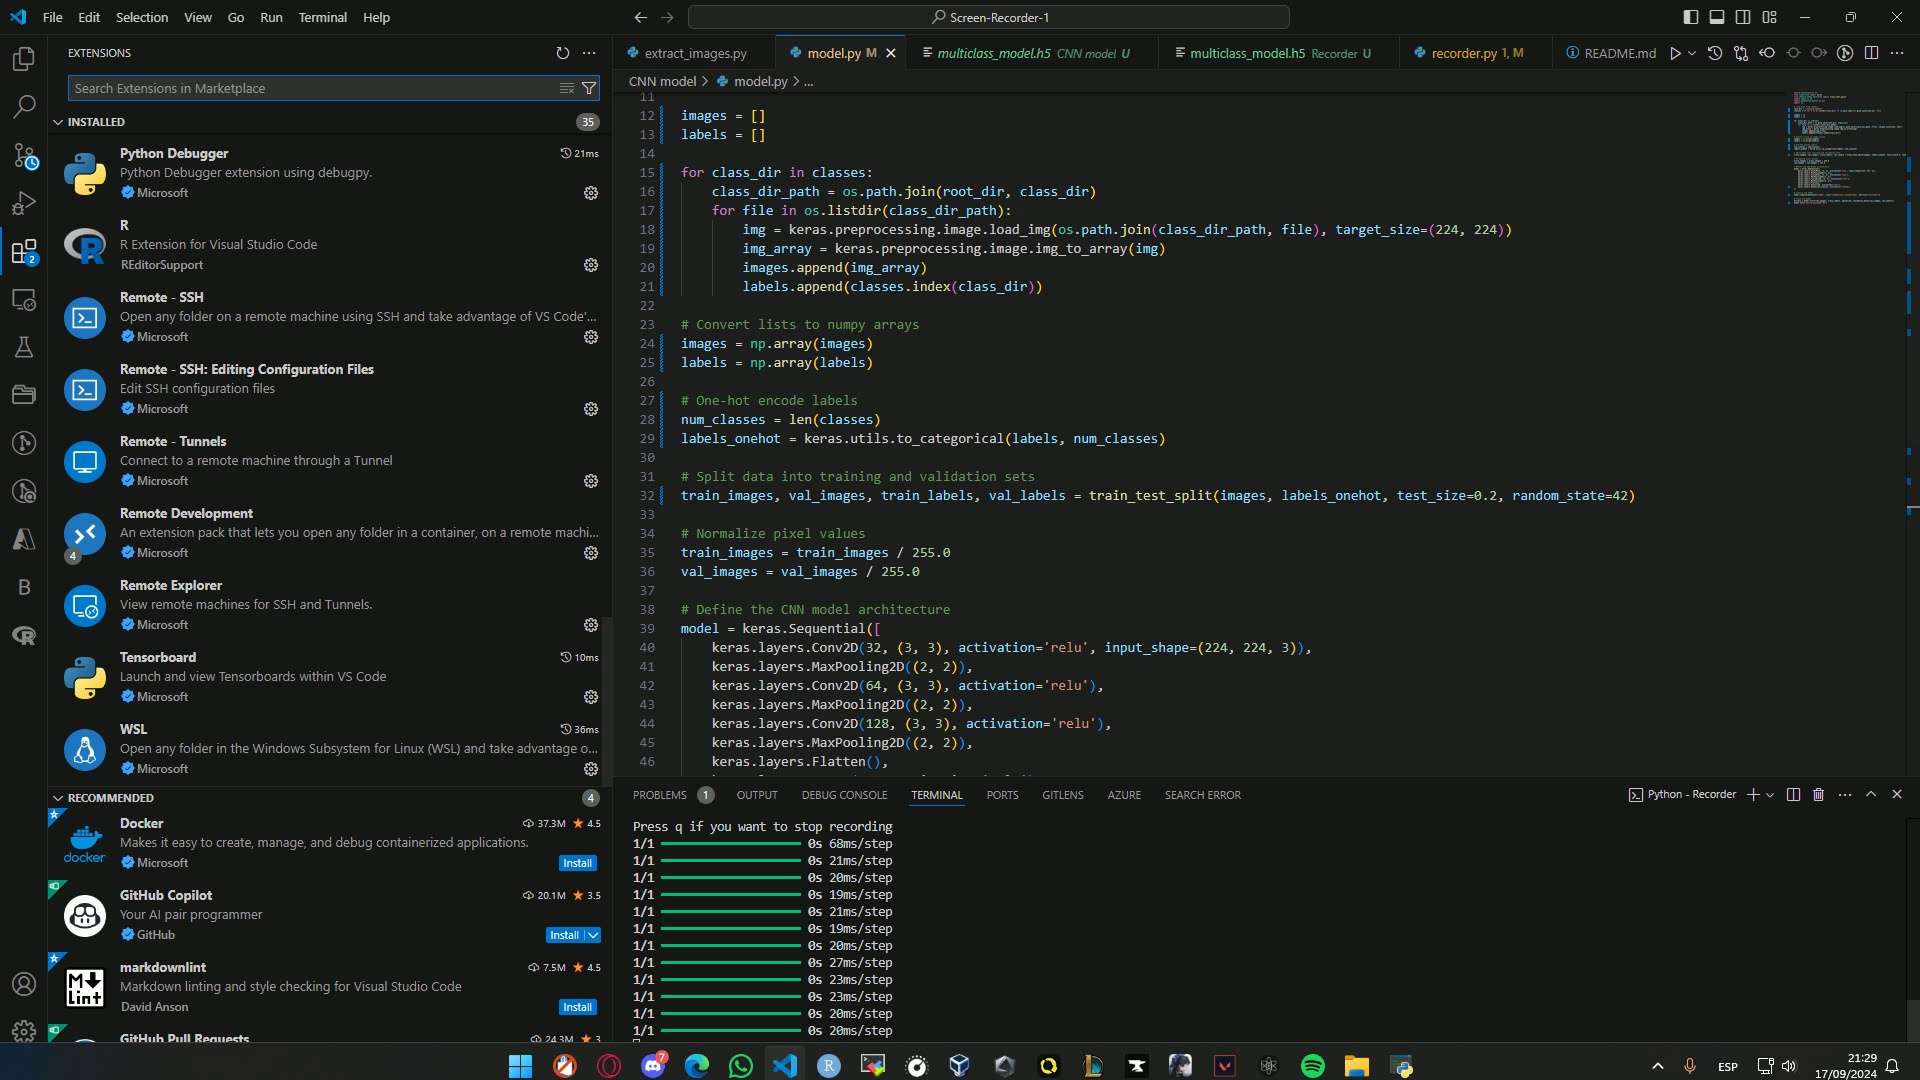 File Edit Selection View Go Run Terminal Help
Screen-Recorder-1
EXTENSIONS
Search Extensions in Marketplace
INSTALLED 35
Python Debugger 21ms
Python Debugger extension using debugpy.
Microsoft
R
R Extension for Visual Studio Code
REditorSupport
Remote - SSH
Open any folder on a remote machine using SSH and take advantage of VS Code'...
Microsoft
Remote - SSH: Editing Configuration Files
Edit SSH configuration files
Microsoft
Remote - Tunnels
Connect to a remote machine through a Tunnel
Microsoft
Remote Development
An extension pack that lets you open any folder in a container, on a remote machi...
4
Microsoft
Remote Explorer
View remote machines for SSH and Tunnels.
Microsoft
Tensorboard 10ms
Launch and view Tensorboards within VS Code
Microsoft
WSL 36ms
Open any folder in the Windows Subsystem for Linux (WSL) and take advantage o...
Microsoft
RECOMMENDED 4
Docker 37.3M 4.5
Makes it easy to create, manage, and debug containerized applications.
docker
Microsoft Install
GitHub Copilot 20.1M 3.5
Your AI pair programmer
GitHub Install
markdownlint 7.5M 4.5
Markdown linting and style checking for Visual Studio Code
David Anson Install
GitHub Pull Requests 24.3M 3
extract_images.py model.py M multiclass_model.h5 CNN model U multiclass_model.h5 Recorder U recorder.py 1, M README.md
CNN model > model.py > ...
11
12 images = []
13 labels = []
14
15 for class_dir in classes:
16 class_dir_path = os.path.join(root_dir, class_dir)
17 for file in os.listdir(class_dir_path):
18 img = keras.preprocessing.image.load_img(os.path.join(class_dir_path, file), target_size=(224, 224))
19 img_array = keras.preprocessing.image.img_to_array(img)
20 images.append(img_array)
21 labels.append(classes.index(class_dir))
22
23 # Convert lists to numpy arrays
24 images = np.array(images)
25 labels = np.array(labels)
26
27 # One-hot encode labels
28 num_classes = len(classes)
29 labels_onehot = keras.utils.to_categorical(labels, num_classes)
30
31 # Split data into training and validation sets
32 train_images, val_images, train_labels, val_labels = train_test_split(images, labels_onehot, test_size=0.2, random_state=42)
33
34 # Normalize pixel values
35 train_images = train_images / 255.0
36 val_images = val_images / 255.0
37
38 # Define the CNN model architecture
39 model = keras.Sequential([
40 keras.layers.Conv2D(32, (3, 3), activation='relu', input_shape=(224, 224, 3)),
41 keras.layers.MaxPooling2D((2, 2)),
42 keras.layers.Conv2D(64, (3, 3), activation='relu'),
43 keras.layers.MaxPooling2D((2, 2)),
44 keras.layers.Conv2D(128, (3, 3), activation='relu'),
45 keras.layers.MaxPooling2D((2, 2)),
46 keras.layers.Flatten(),
PROBLEMS 1 OUTPUT DEBUG CONSOLE TERMINAL PORTS GITLENS AZURE SEARCH ERROR
Python - Recorder
Press q if you want to stop recording
1/1 0s 68ms/step
1/1 0s 21ms/step
1/1 0s 20ms/step
1/1 0s 19ms/step
1/1 0s 21ms/step
1/1 0s 19ms/step
1/1 0s 20ms/step
1/1 0s 27ms/step
1/1 0s 23ms/step
1/1 0s 23ms/step
1/1 0s 20ms/step
1/1 0s 20ms/step
ESP
21:29
17/09/2024